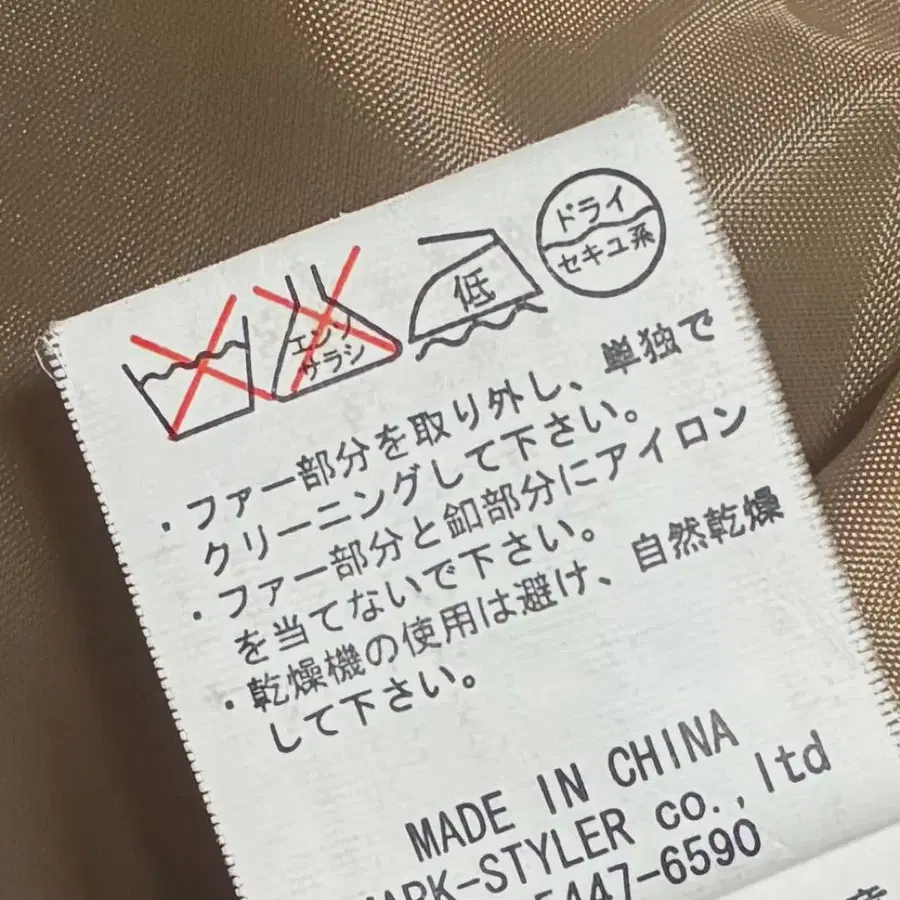 エンソ
サラシ
低
ドライ
セキユ系
・ファー部分を取り外し、単独で
クリーニングして下さい。
・ファー部分と釦部分にアイロン
を当てないで下さい。
・乾燥機の使用は避け、自然乾燥
して下さい。
MADE IN CHINA
MARK-STYLER co.,ltd
5447-6590